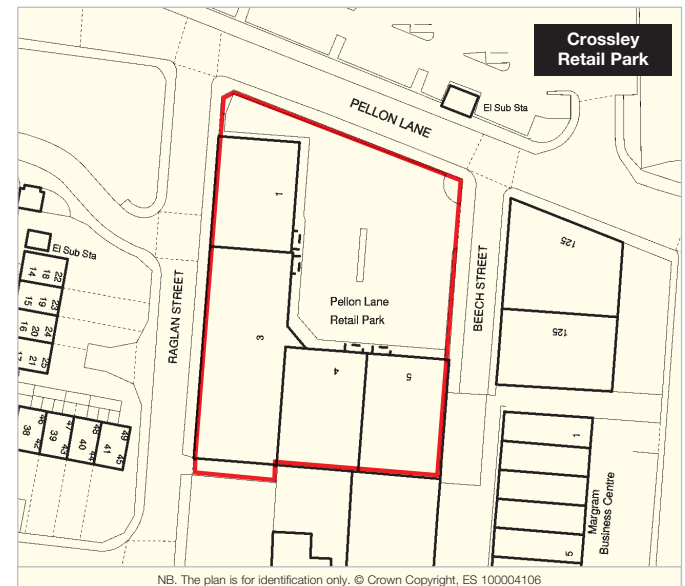 Crossley
Retail Park
PELLON LANE
El Sub Sta
1
125
BEECH STREET
El Sub Sta
22
18
14
Pellon Lane
Retail Park
RAGLAN STREET
23
19
15
3
125
24
20
16
4
5
25
21
49
48
47
46
41
40
39
38
45
44
43
42
1
Margram
Business Centre
5
NB. The plan is for identification only. © Crown Copyright, ES 100004106